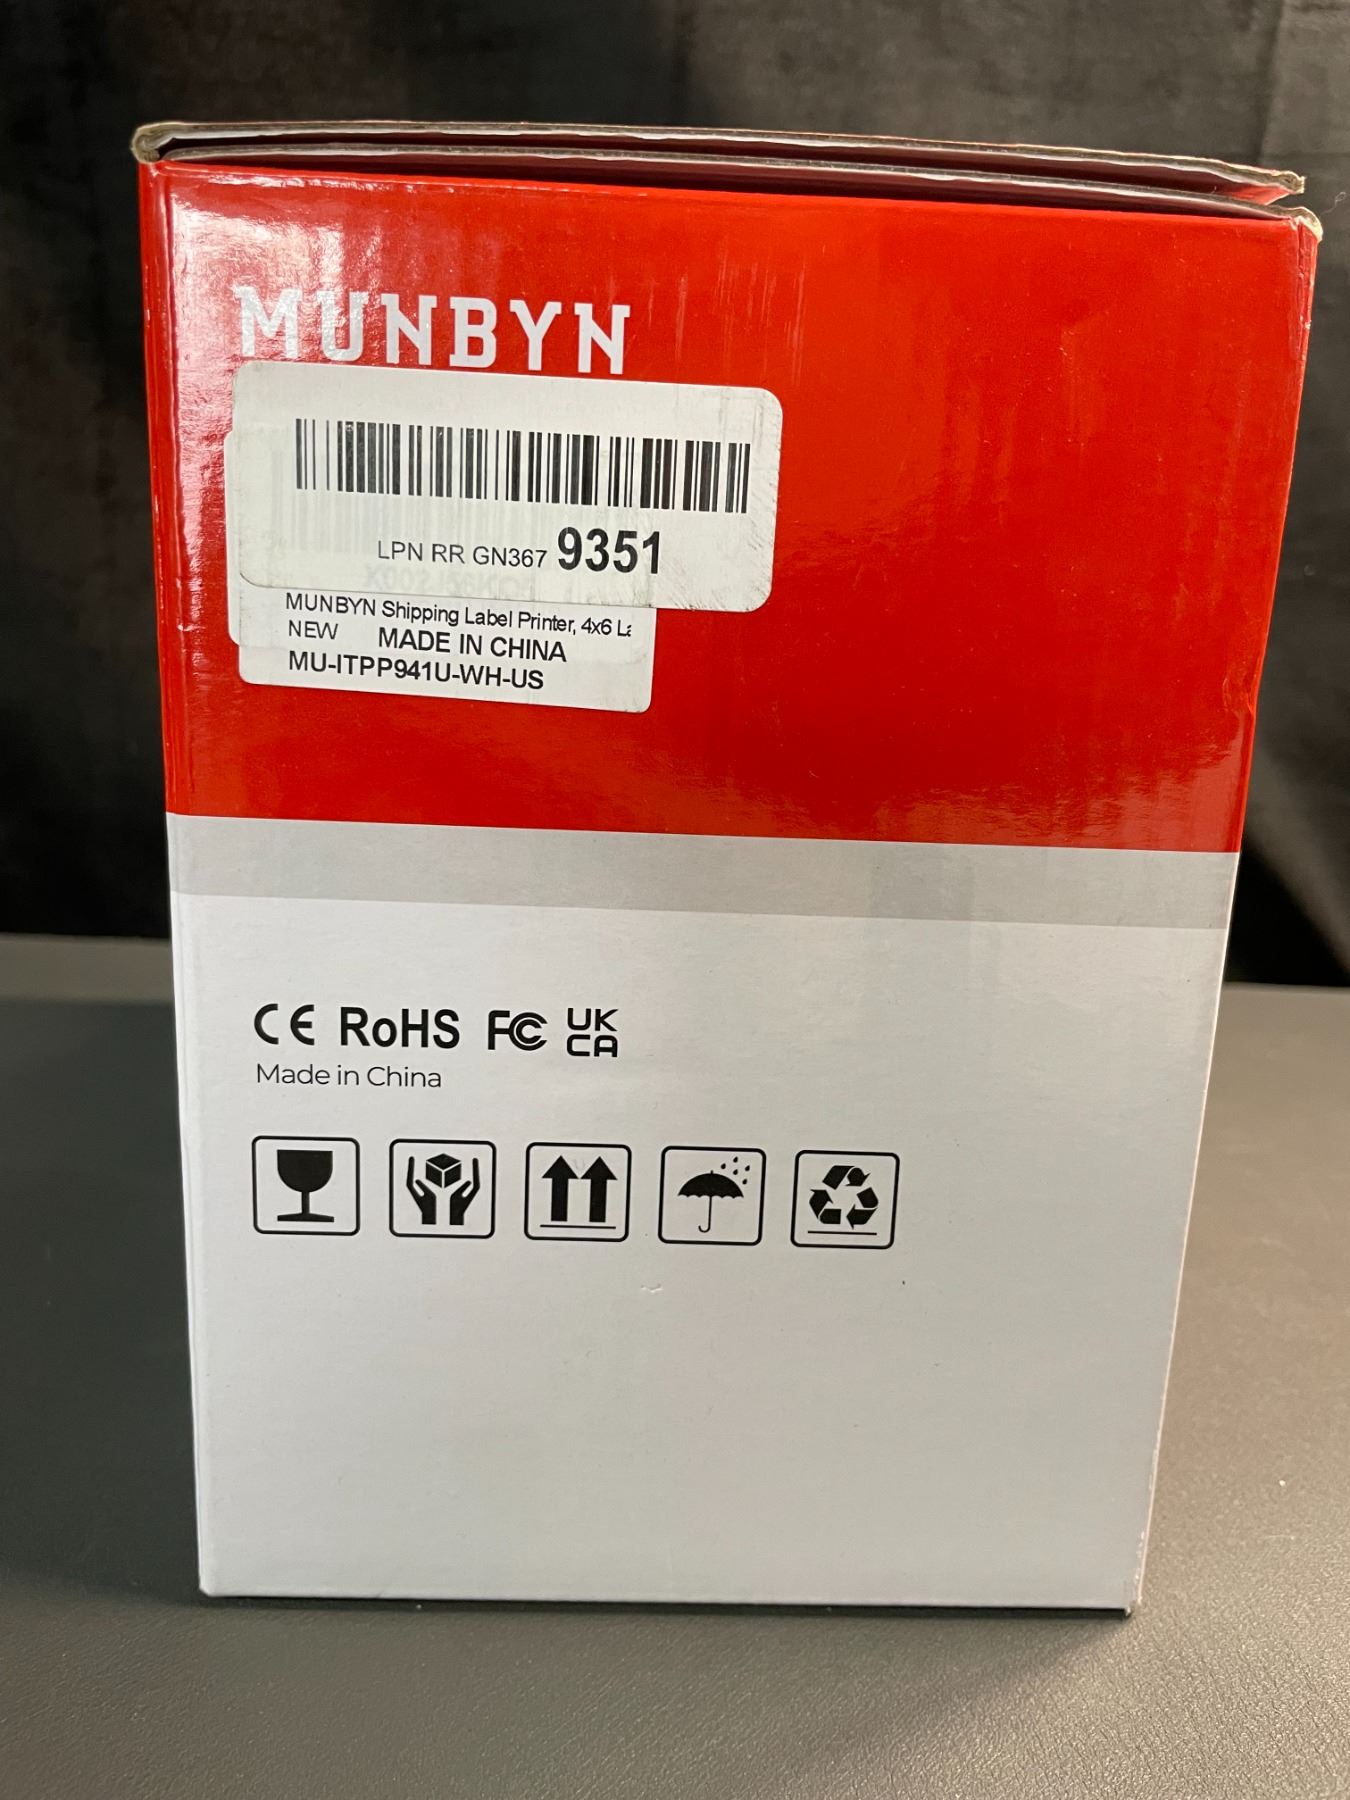 MUNBYN
LPN RR GN367 9351
MUNBYN Shipping Label Printer, 4x6 
NEW MADE IN CHINA
MU-ITPP941U-WH-US
CE RoHS FC UK
CA
Made in China